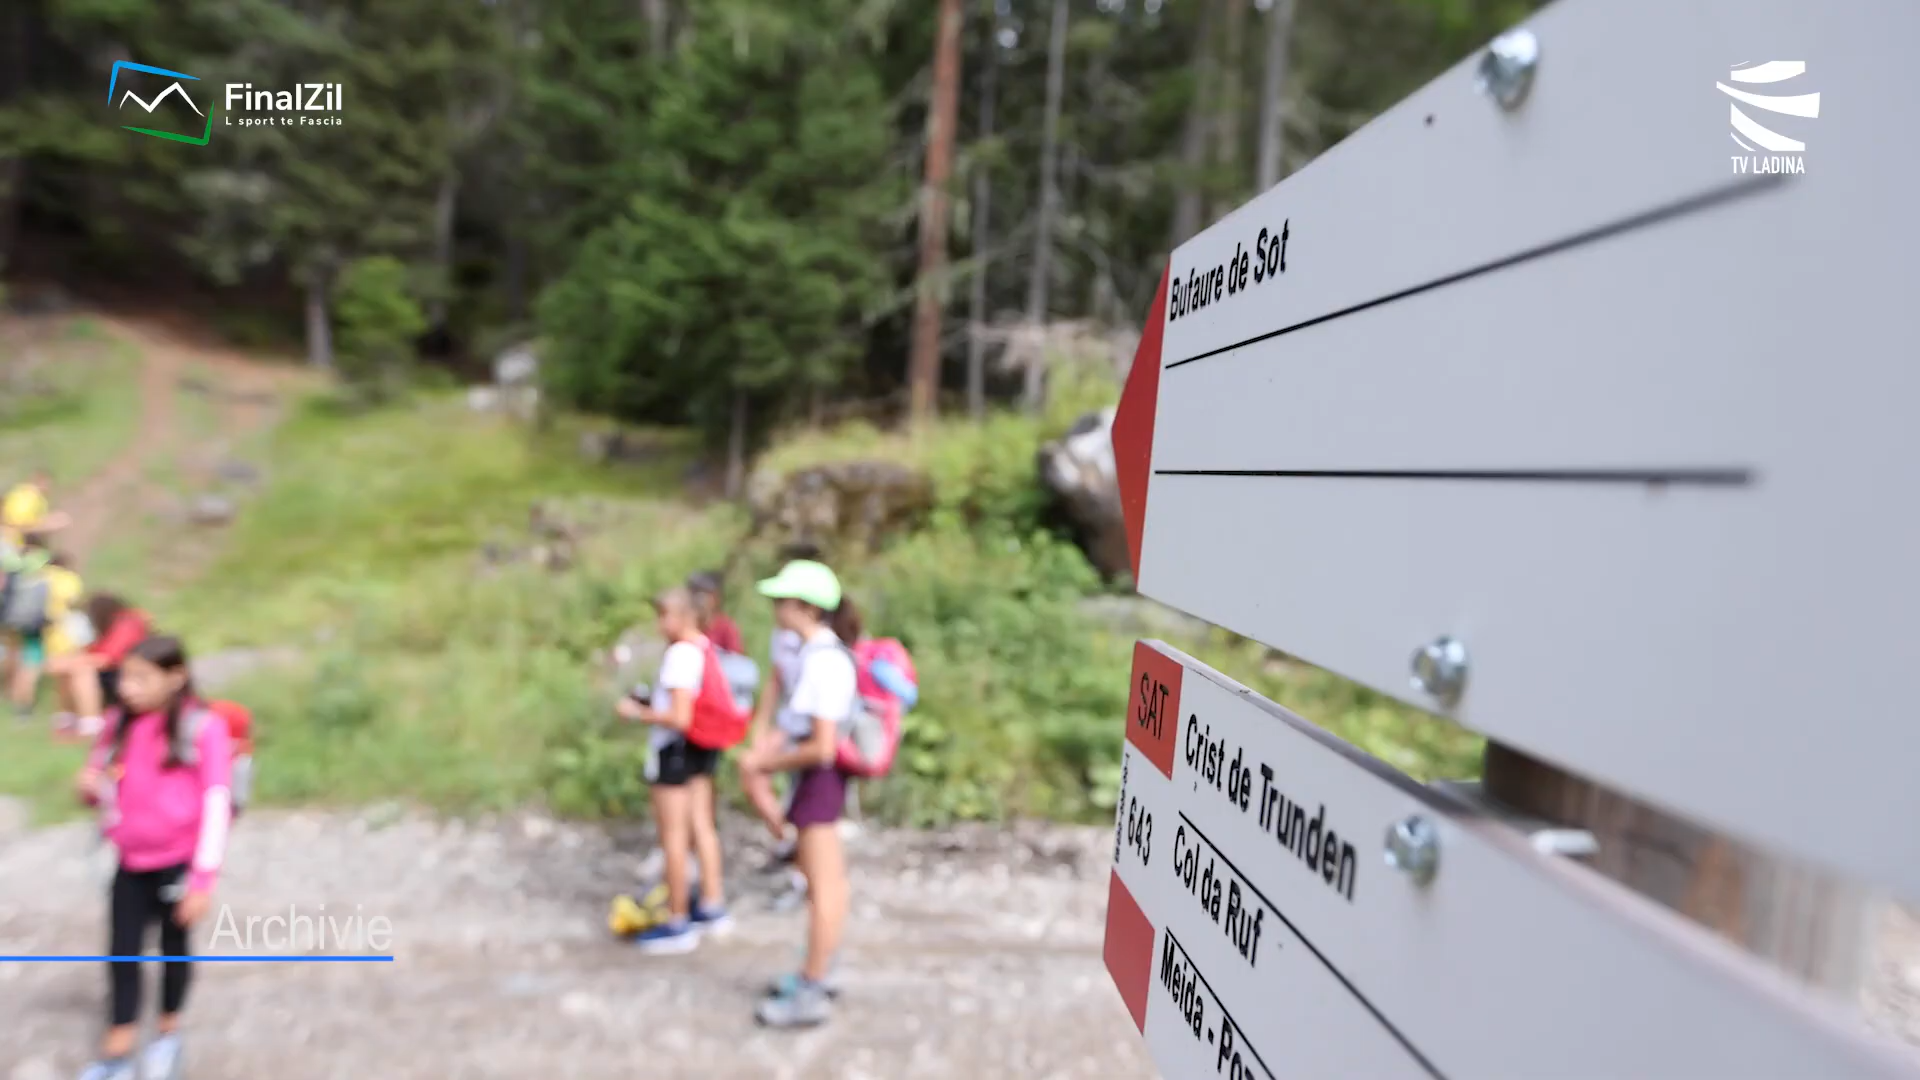 FinalZil
L sport te Fascia
TV LADINA
Bufaure de Sot
SAT
Crist de Trunden
643
Col da Ruf
Meida - Poz
Archivie